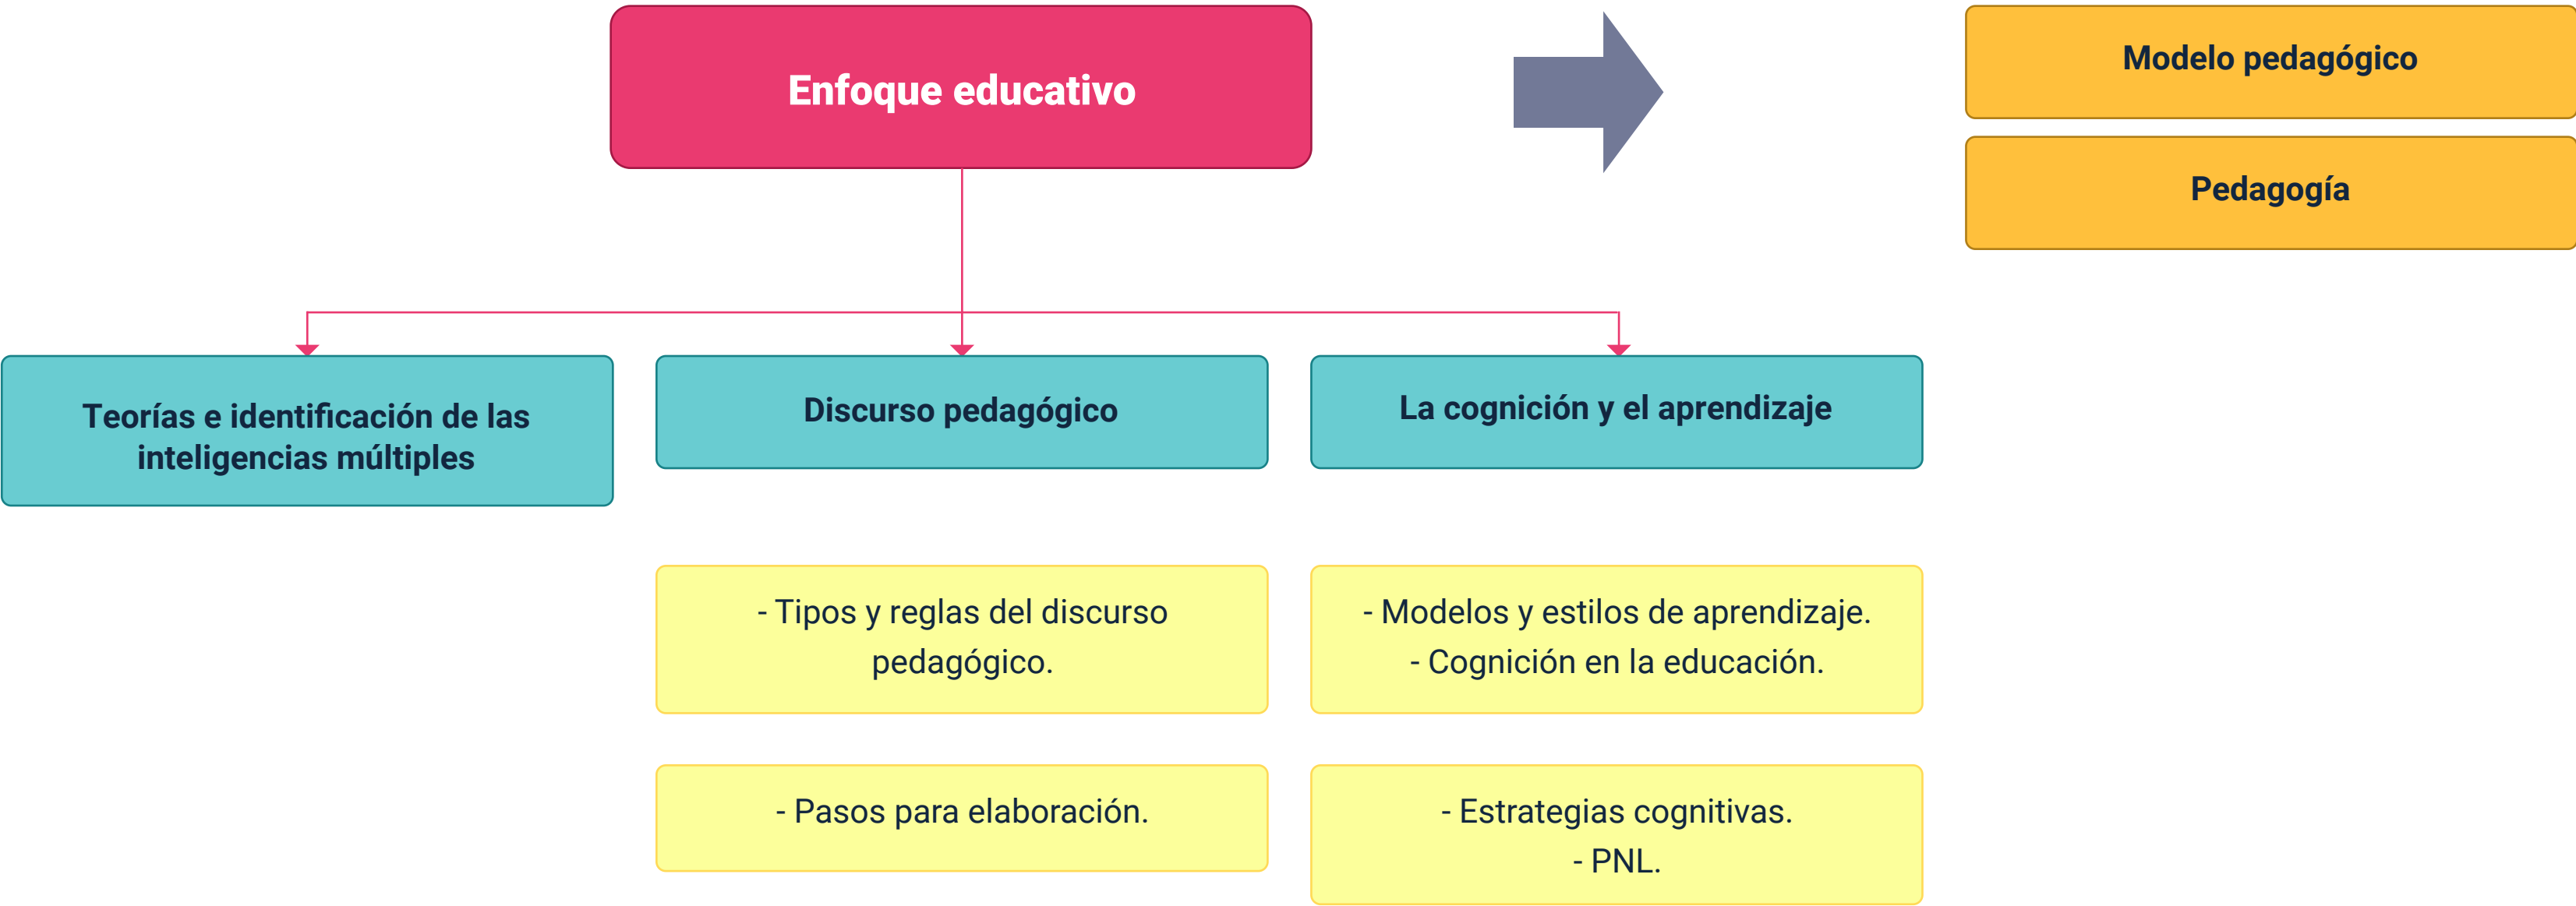 Enfoque educativo
Modelo pedagógico
Pedagogía
Teorías e identificación de las
inteligencias múltiples
Discurso pedagógico
La cognición y el aprendizaje
- Tipos y reglas del discurso
pedagógico.
- Modelos y estilos de aprendizaje.
- Cognición en la educación.
- Pasos para elaboración.
- Estrategias cognitivas.
- PNL.